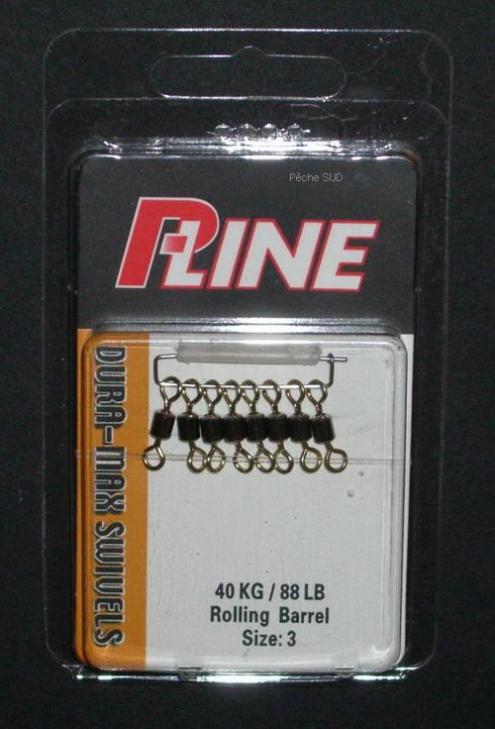 Pêche SUD
P-LINE
DURA-MAX SWIVELS
40 KG / 88 LB
Rolling Barrel
Size: 3